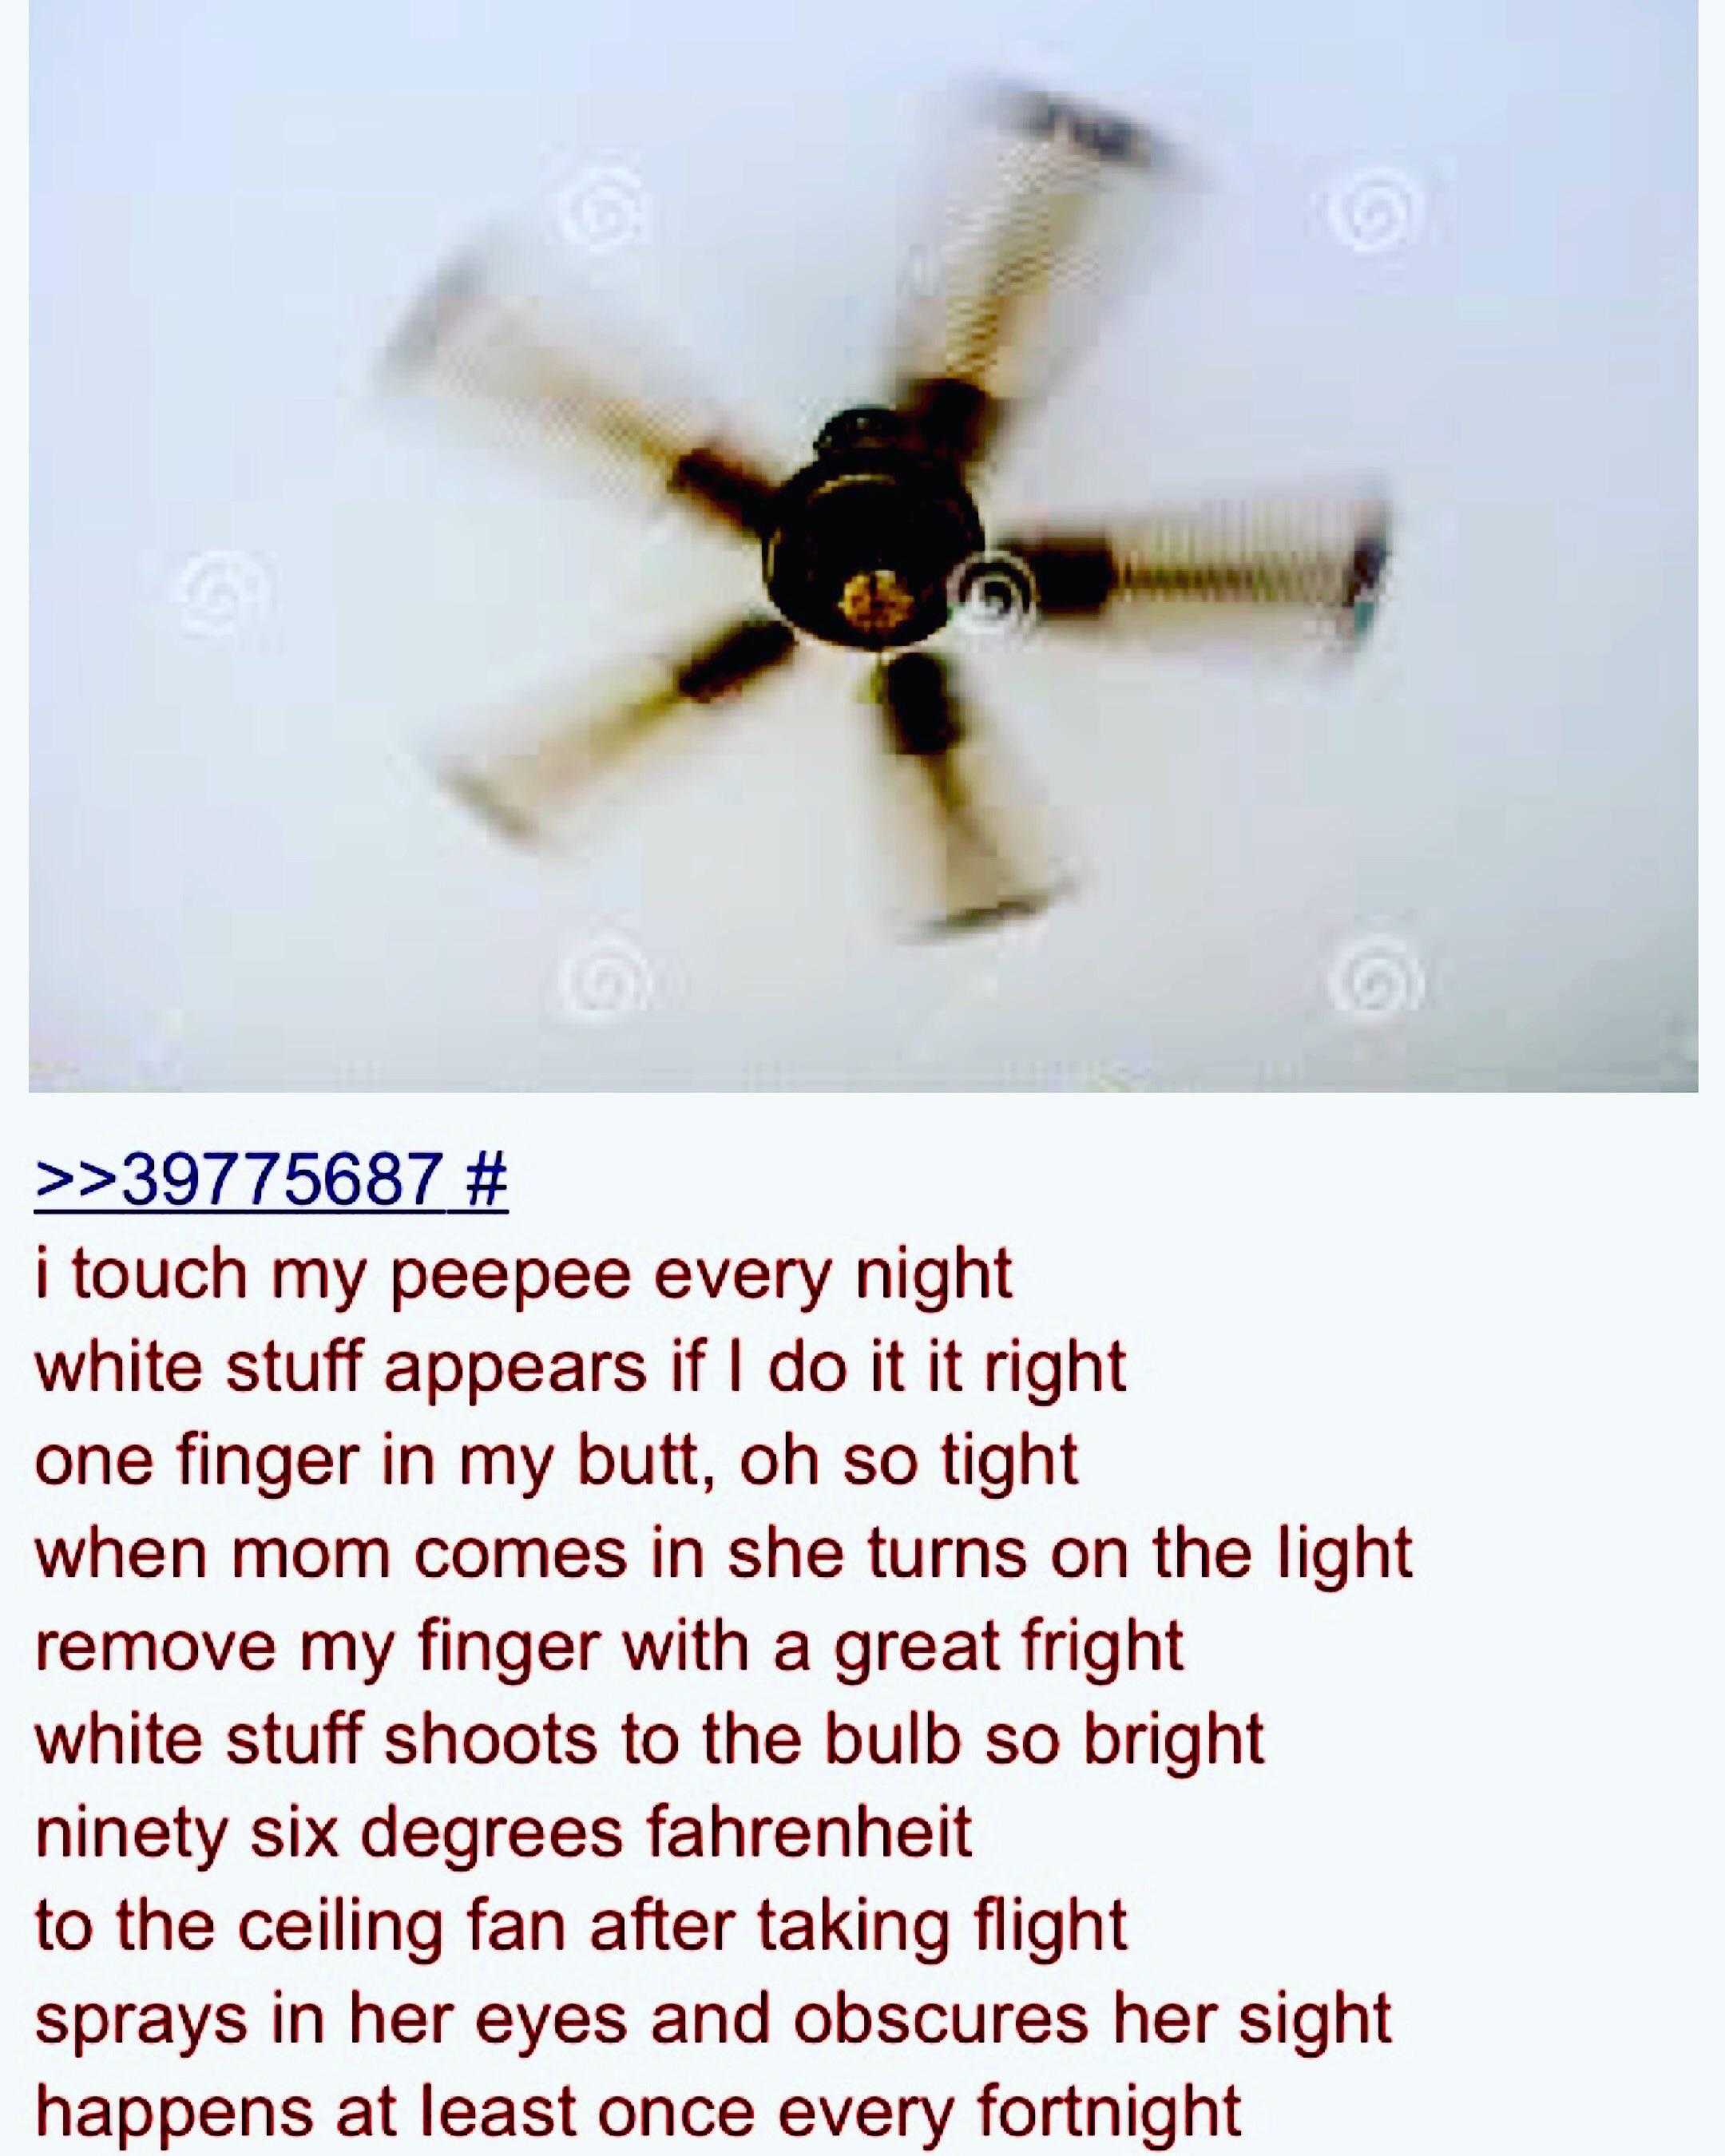 >>39775687 #
i touch my peepee every night
white stuff appears if I do it it right
one finger in my butt, oh so tight
when mom comes in she turns on the light
remove my finger with a great fright
white stuff shoots to the bulb so bright
ninety six degrees fahrenheit
to the ceiling fan after taking flight
sprays in her eyes and obscures her sight
happens at least once every fortnight